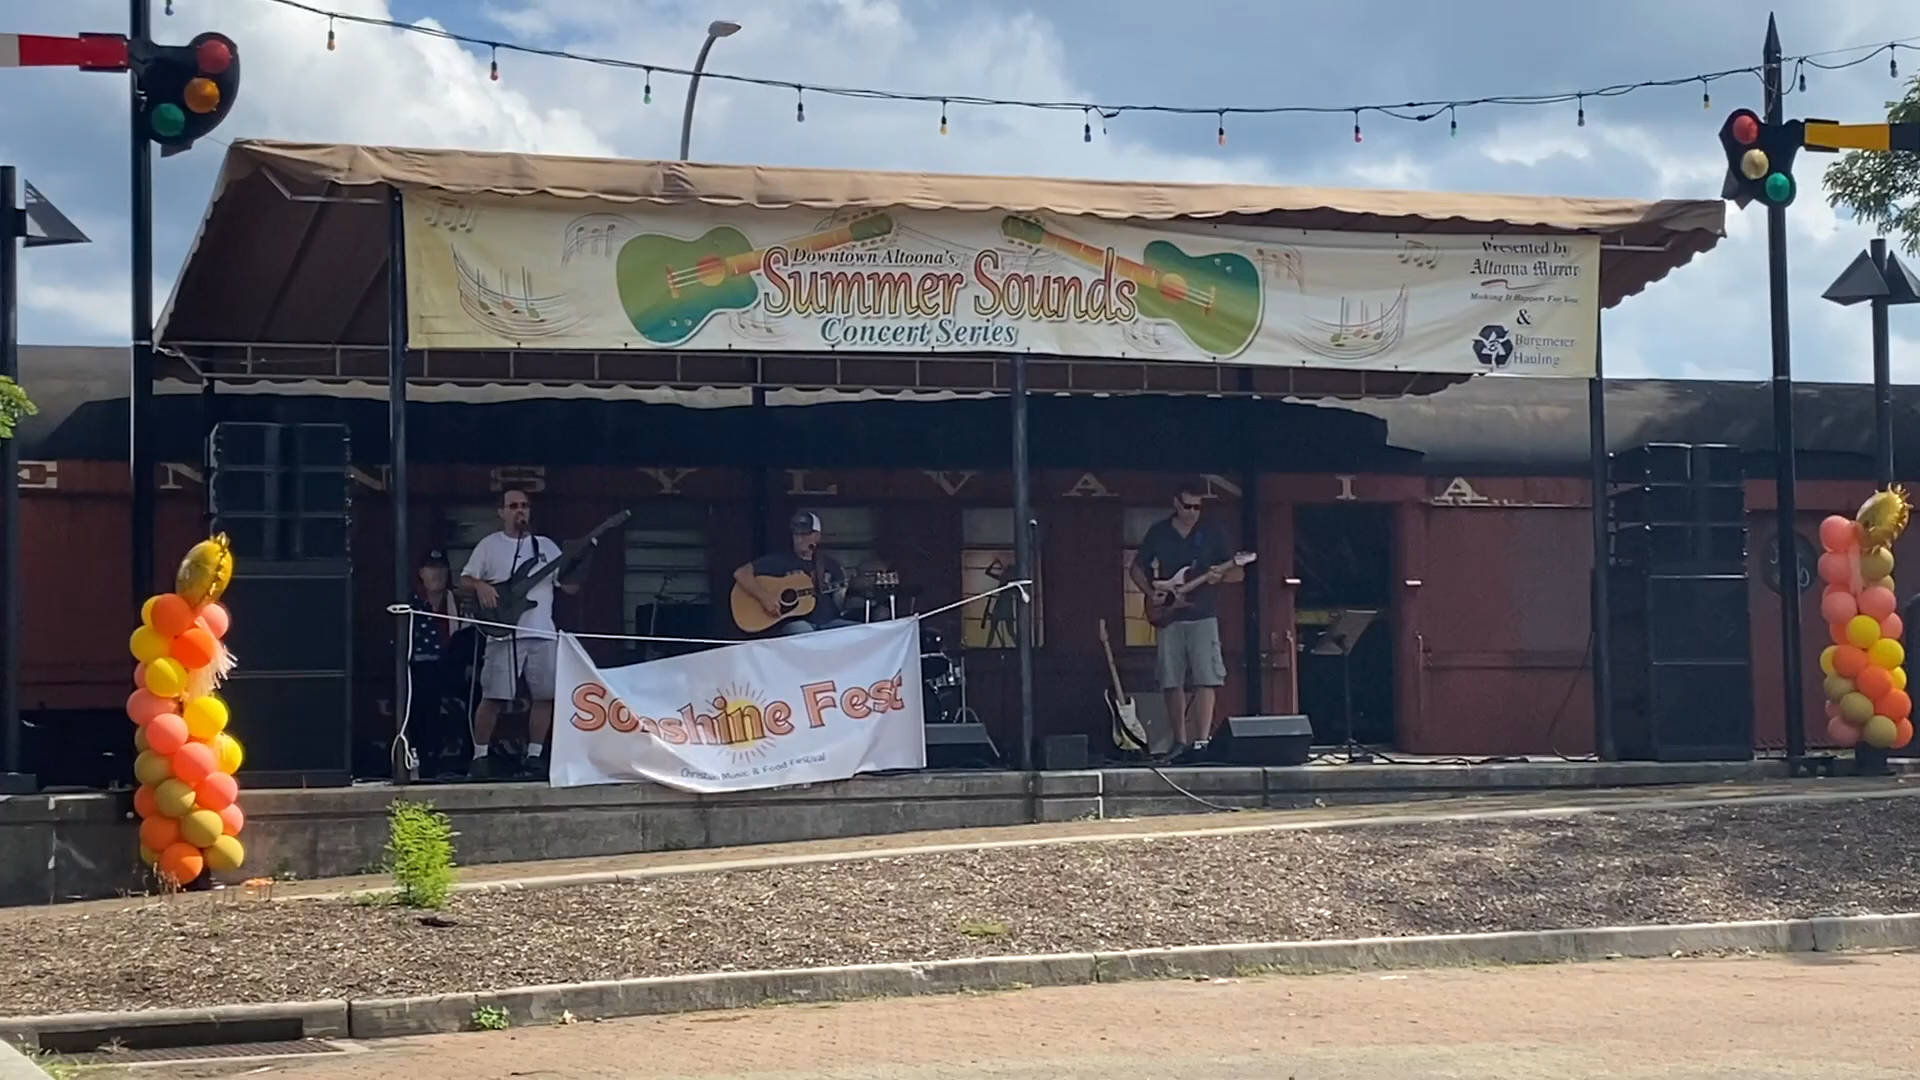 Downtown Altoona's
Summer Sounds
Concert Series
Presented by
Altoona Mirror
Making It Happen For You
&
Burgmeier
Hauling
ENNSYLVANIA
Sonshine Fest
Christian Music & Food Festival